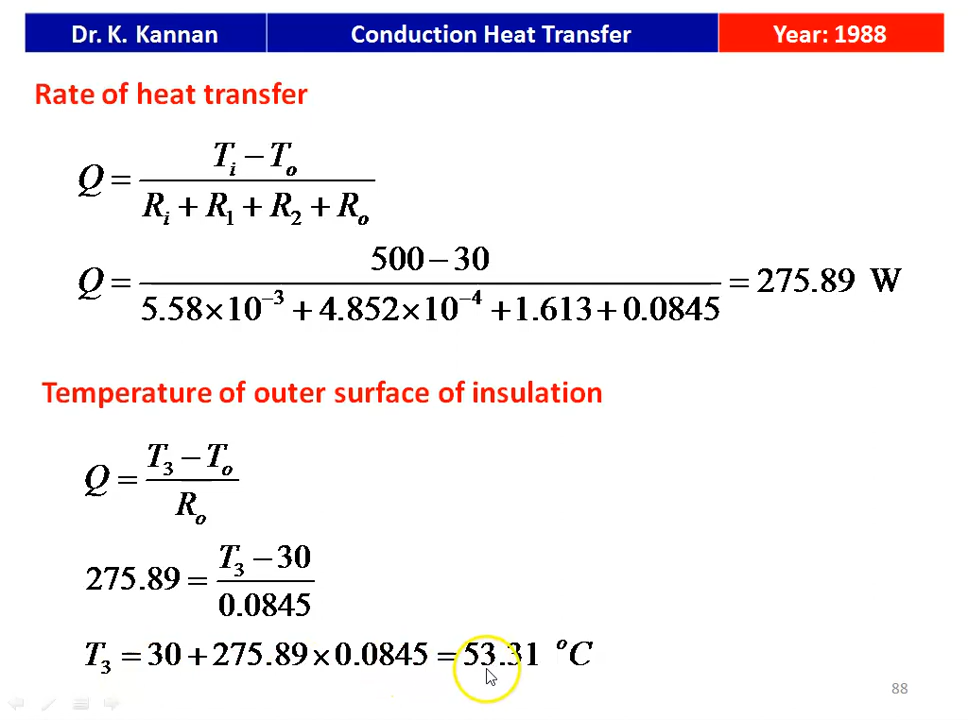 Dr. K. Kannan Conduction Heat Transfer Year: 1988
Rate of heat transfer
Q = (T_i − T_o) / (R_i + R_1 + R_2 + R_o)
Q = (500 − 30) / (5.58×10^−3 + 4.852×10^−4 + 1.613 + 0.0845) = 275.89 W
Temperature of outer surface of insulation
Q = (T_3 − T_o) / R_o
275.89 = (T_3 − 30) / 0.0845
T_3 = 30 + 275.89 × 0.0845 = 53.31 °C
88